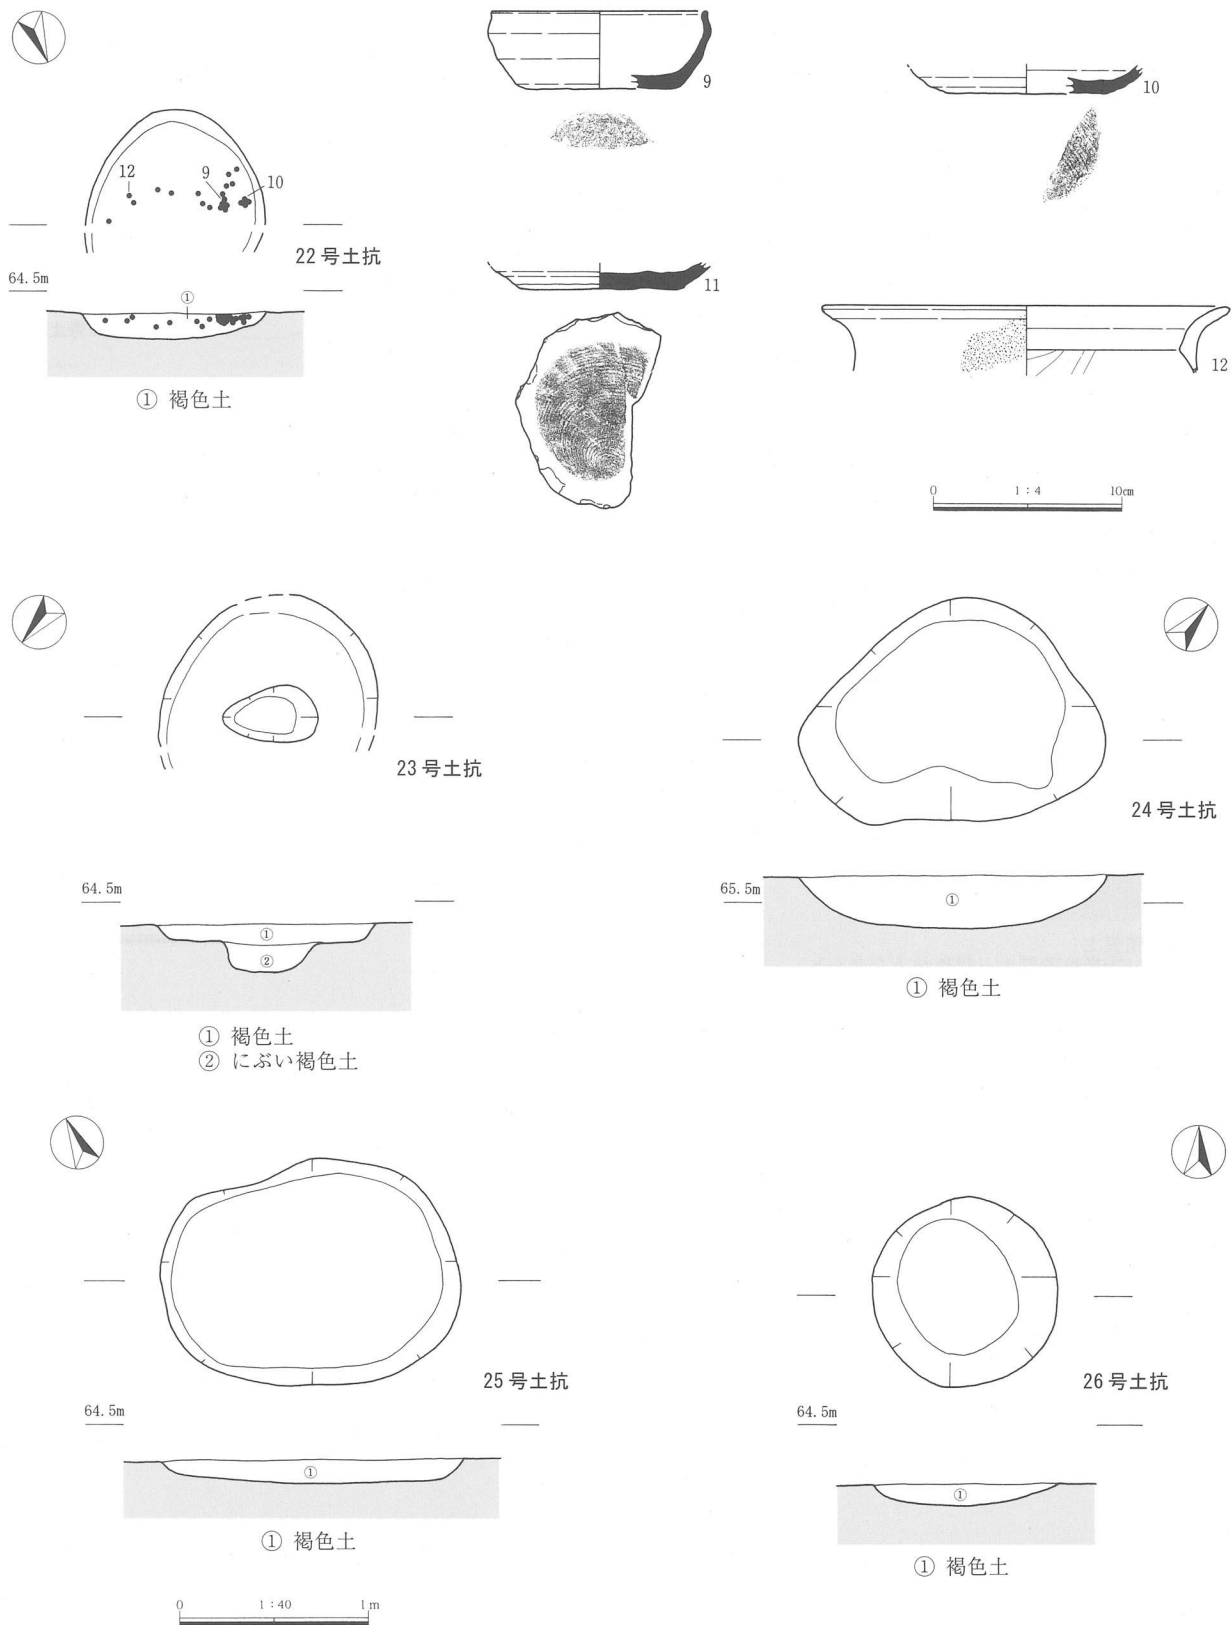 9
10
12
9
10
22号土抗
64.5m
①
① 褐色土
11
12
0
1:4
10cm
23号土抗
24号土抗
64.5m
①
②
① 褐色土
② にぶい褐色土
65.5m
①
① 褐色土
25号土抗
64.5m
①
① 褐色土
26号土抗
64.5m
①
① 褐色土
0
1:40
1m